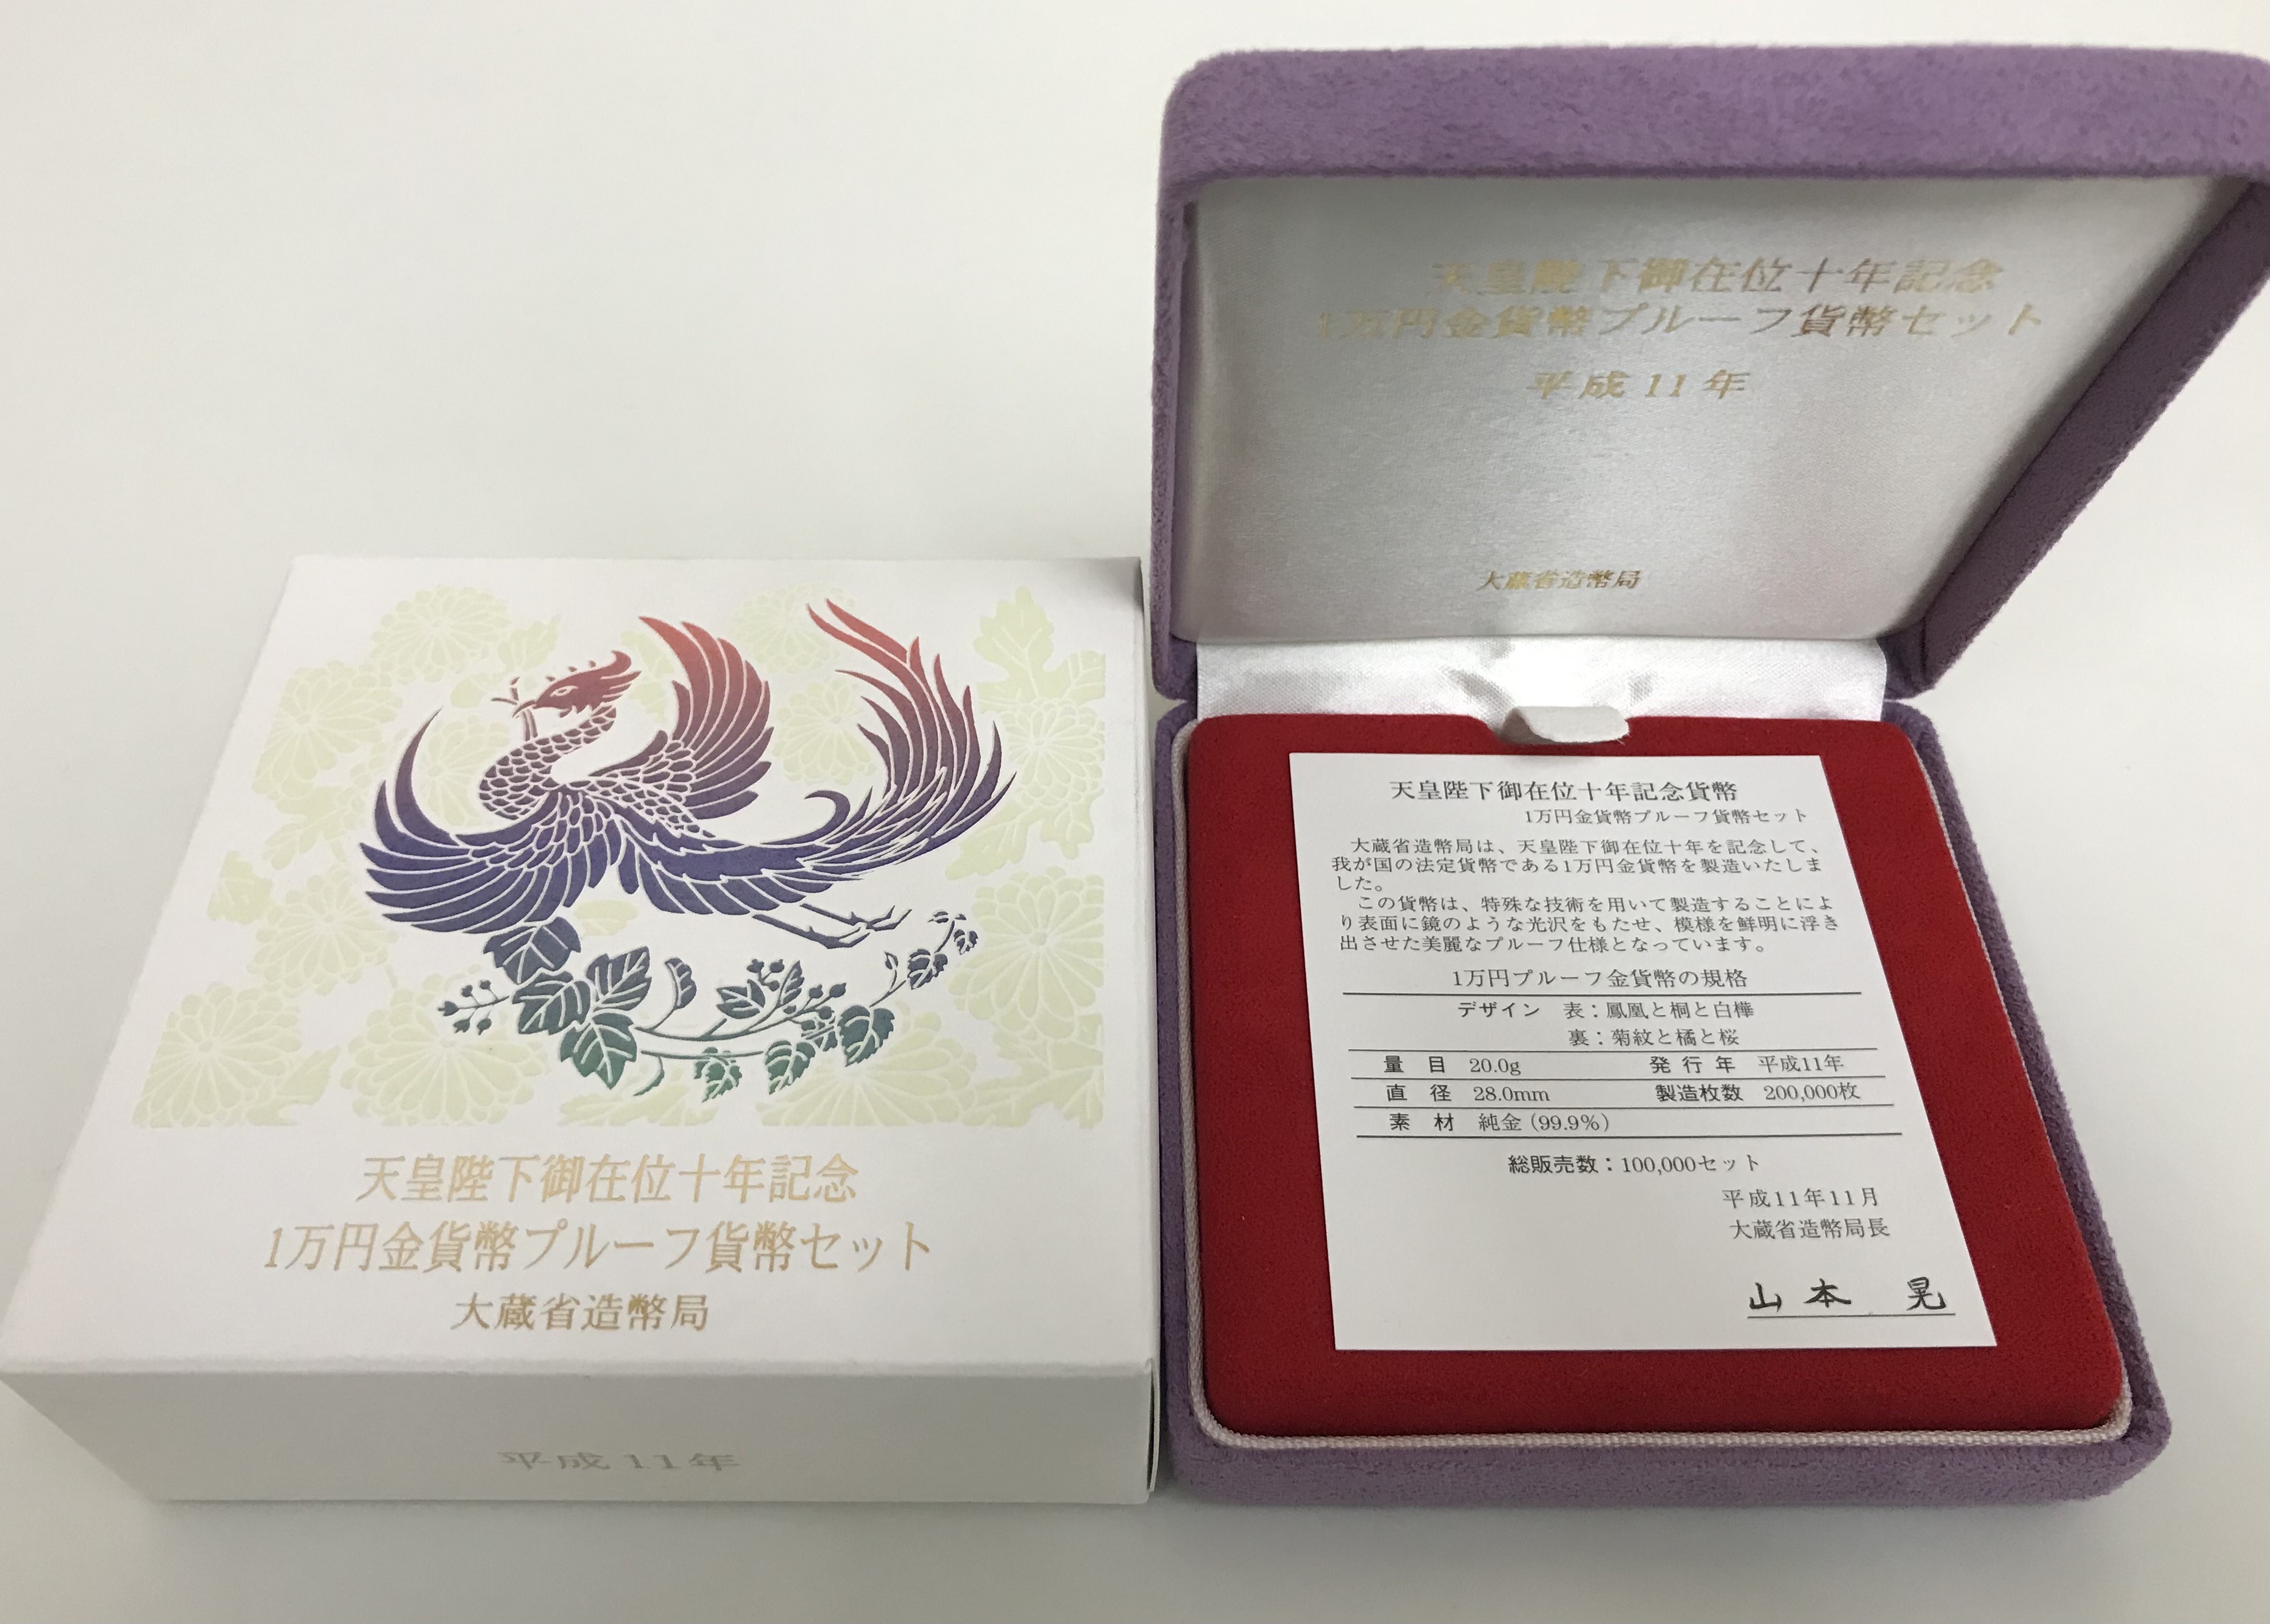 天皇陛下御在位十年記念
1万円金貨幣プルーフ貨幣セット
大蔵省造幣局
平成11年
天皇陛下御在位十年記念
1万円金貨幣プルーフ貨幣セット
平成11年
大蔵省造幣局
天皇陛下御在位十年記念貨幣
1万円金貨幣プルーフ貨幣セット
大蔵省造幣局は、天皇陛下御在位十年を記念して、
我が国の法定貨幣である1万円金貨幣を製造いたしま
した。
この貨幣は、特殊な技術を用いて製造することによ
り表面に鏡のような光沢をもたせ、模様を鮮明に浮き
出させた美麗なプルーフ仕様となっています。
1万円プルーフ金貨幣の規格
デザイン 表：鳳凰と桐と白樺
裏：菊紋と橘と桜
量目 20.0g 発行年 平成11年
直径 28.0mm 製造枚数 200,000枚
素材 純金（99.9%）
総販売数：100,000セット
平成11年11月
大蔵省造幣局長
山本 晃